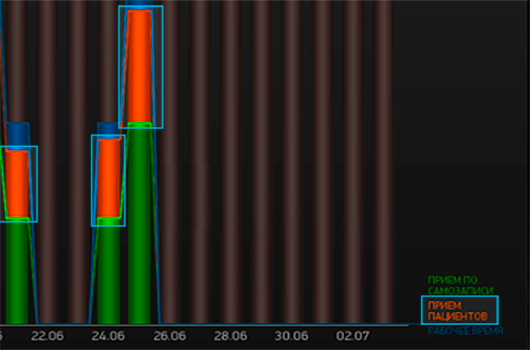 ПРИЕМ ПО
САМОЗАПИСИ
ПРИЕМ
ПАЦИЕНТОВ
РАБОЧЕЕ ВРЕМЯ
22.06 24.06 26.06 28.06 30.06 02.07